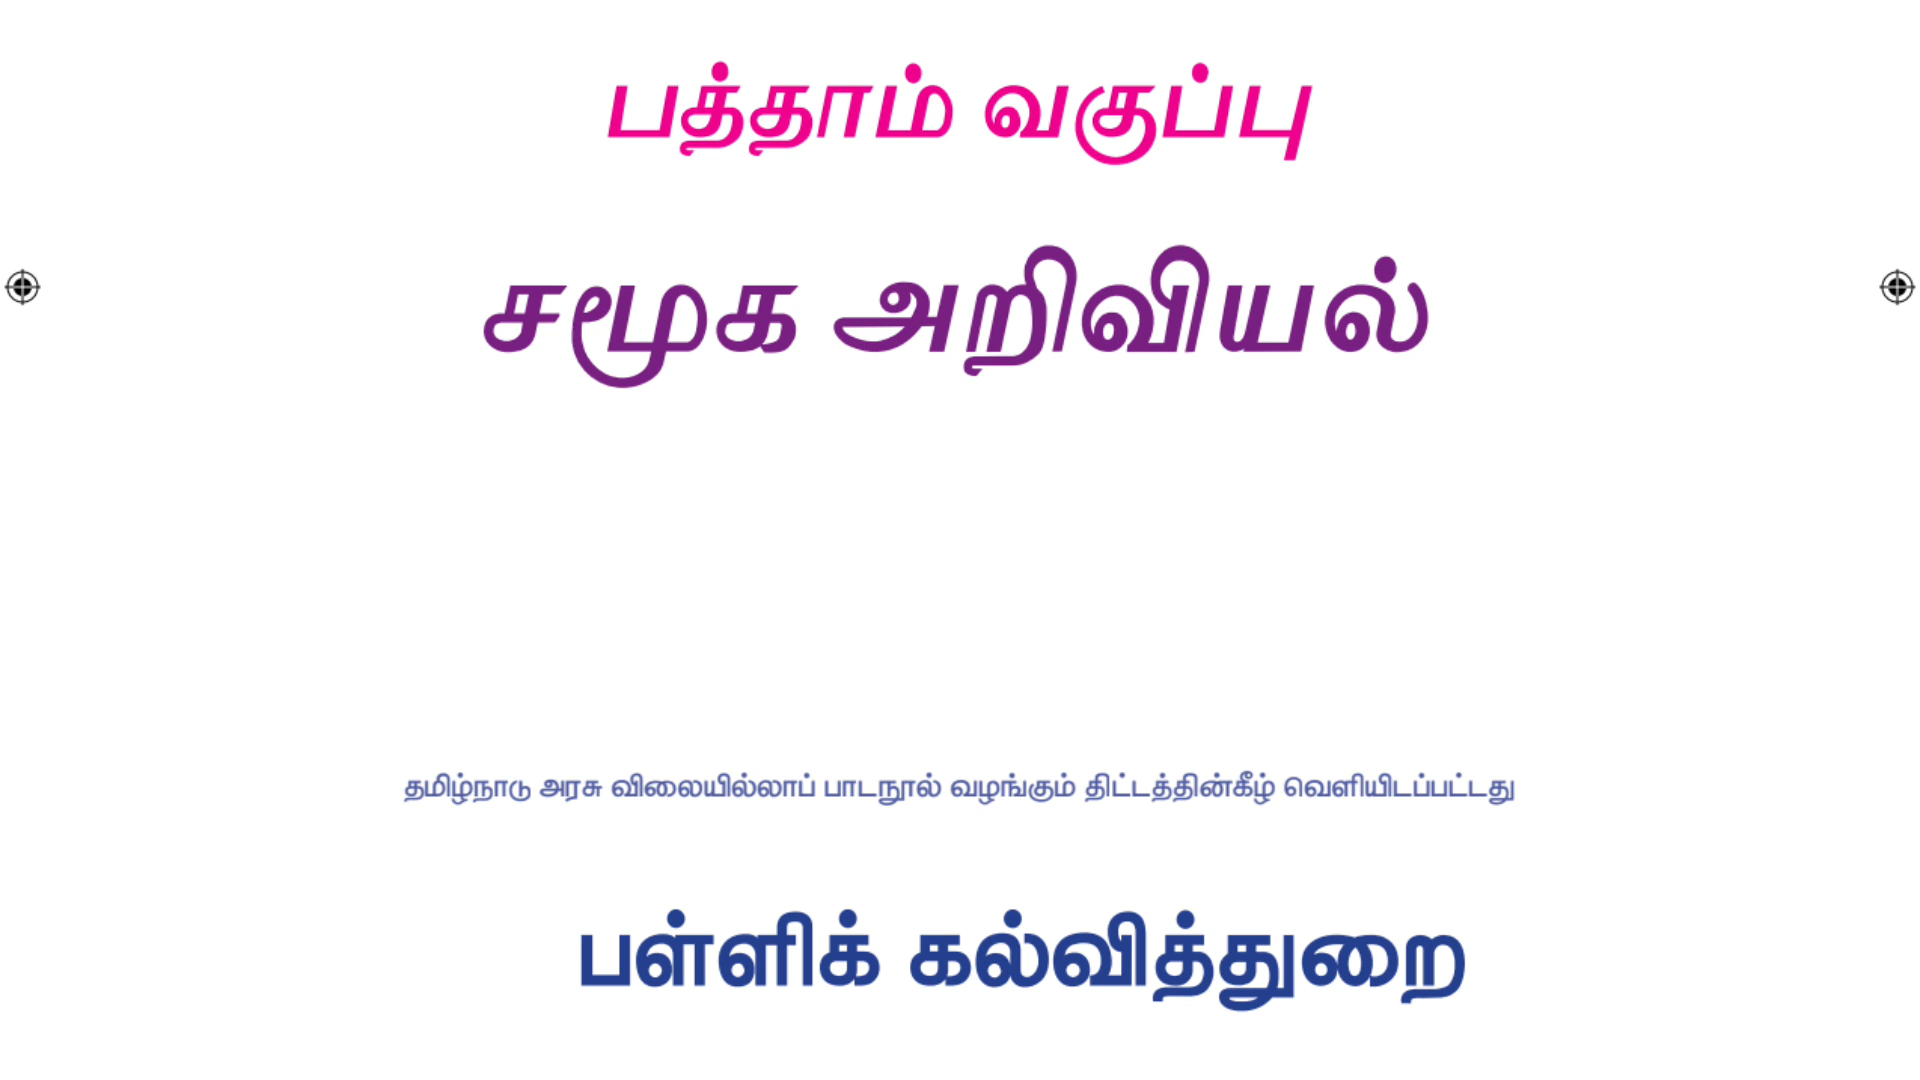 பத்தாம் வகுப்பு
சமூக அறிவியல்
தமிழ்நாடு அரசு விலையில்லாப் பாடநூல் வழங்கும் திட்டத்தின்கீழ் வெளியிடப்பட்டது
பள்ளிக் கல்வித்துறை